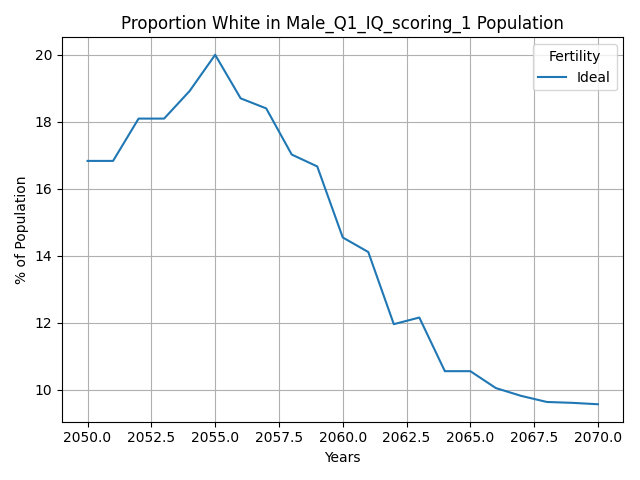 Proportion White in Male_Q1_IQ_scoring_1 Population
Fertility
Ideal
20
18
16
14
12
10
% of Population
2050.0 2052.5 2055.0 2057.5 2060.0 2062.5 2065.0 2067.5 2070.0
Years